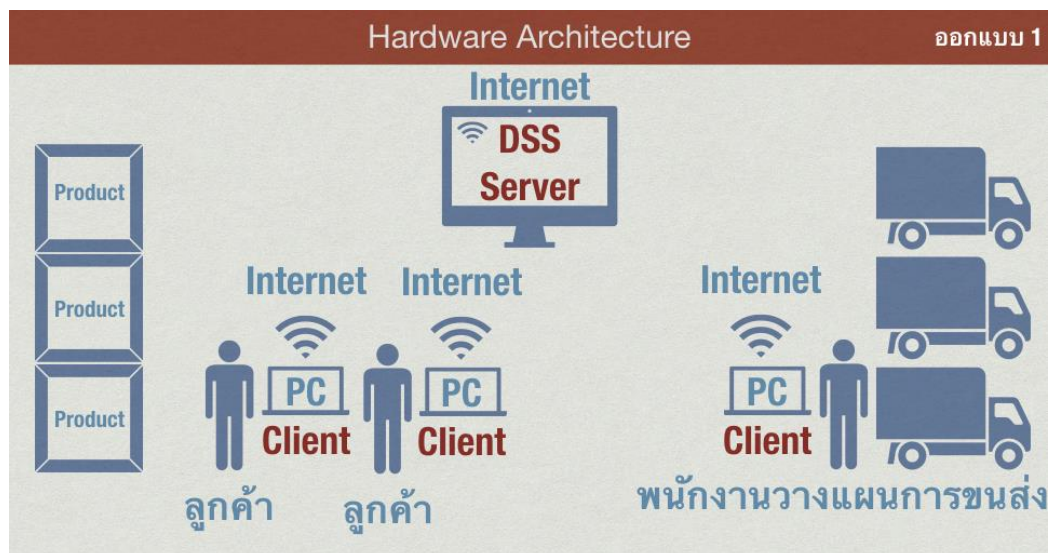 Hardware Architecture
ออกแบบ 1
Internet
DSS
Server
Product
Product
Product
Internet
Internet
Internet
PC
PC
PC
Client
Client
Client
ลูกค้า
ลูกค้า
พนักงานวางแผนการขนส่ง